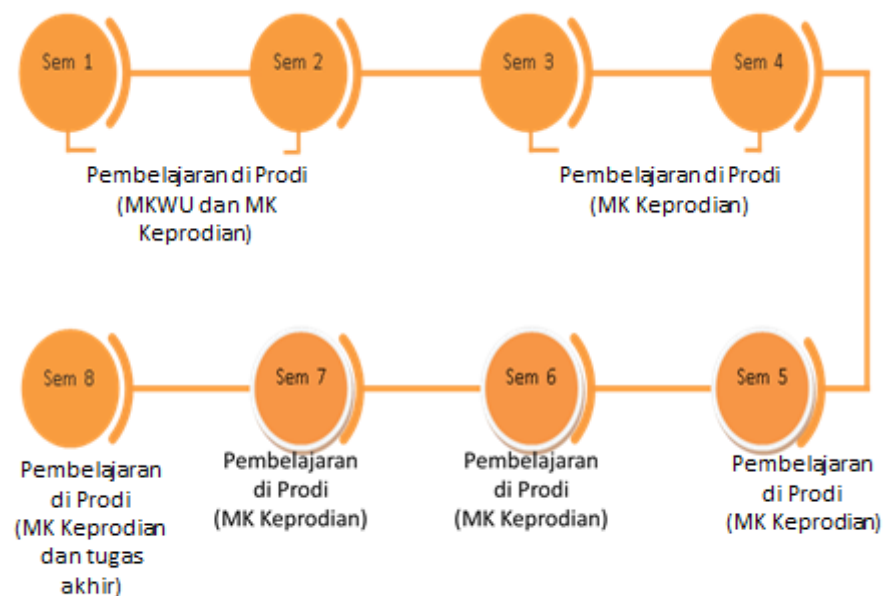 Sem 1
Sem 2
Sem 3
Sem 4
Pembelajaran di Prodi
(MKWU dan MK
Keprodian)
Pembelajaran di Prodi
(MK Keprodian)
Sem 8
Sem 7
Sem 6
Sem 5
Pembelajaran
di Prodi
(MK Keprodian
dan tugas
akhir)
Pembelajaran
di Prodi
(MK Keprodian)
Pembelajaran
di Prodi
(MK Keprodian)
Pembelajaran
di Prodi
(MK Keprodian)